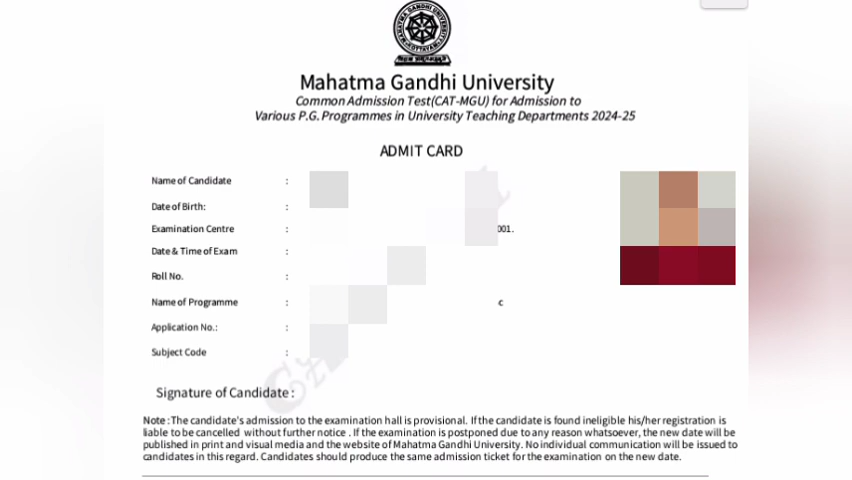 Mahatma Gandhi University
Common Admission Test(CAT-MGU) for Admission to
Various P.G. Programmes in University Teaching Departments 2024-25
ADMIT CARD
Name of Candidate :
Date of Birth: :
Examination Centre : 001.
Date & Time of Exam :
Roll No. :
Name of Programme : c
Application No.: :
Subject Code :
Signature of Candidate :
Note : The candidate's admission to the examination hall is provisional. If the candidate is found ineligible his/her registration is
liable to be cancelled without further notice . If the examination is postponed due to any reason whatsoever, the new date will be
published in print and visual media and the website of Mahatma Gandhi University. No individual communication will be issued to
candidates in this regard. Candidates should produce the same admission ticket for the examination on the new date.